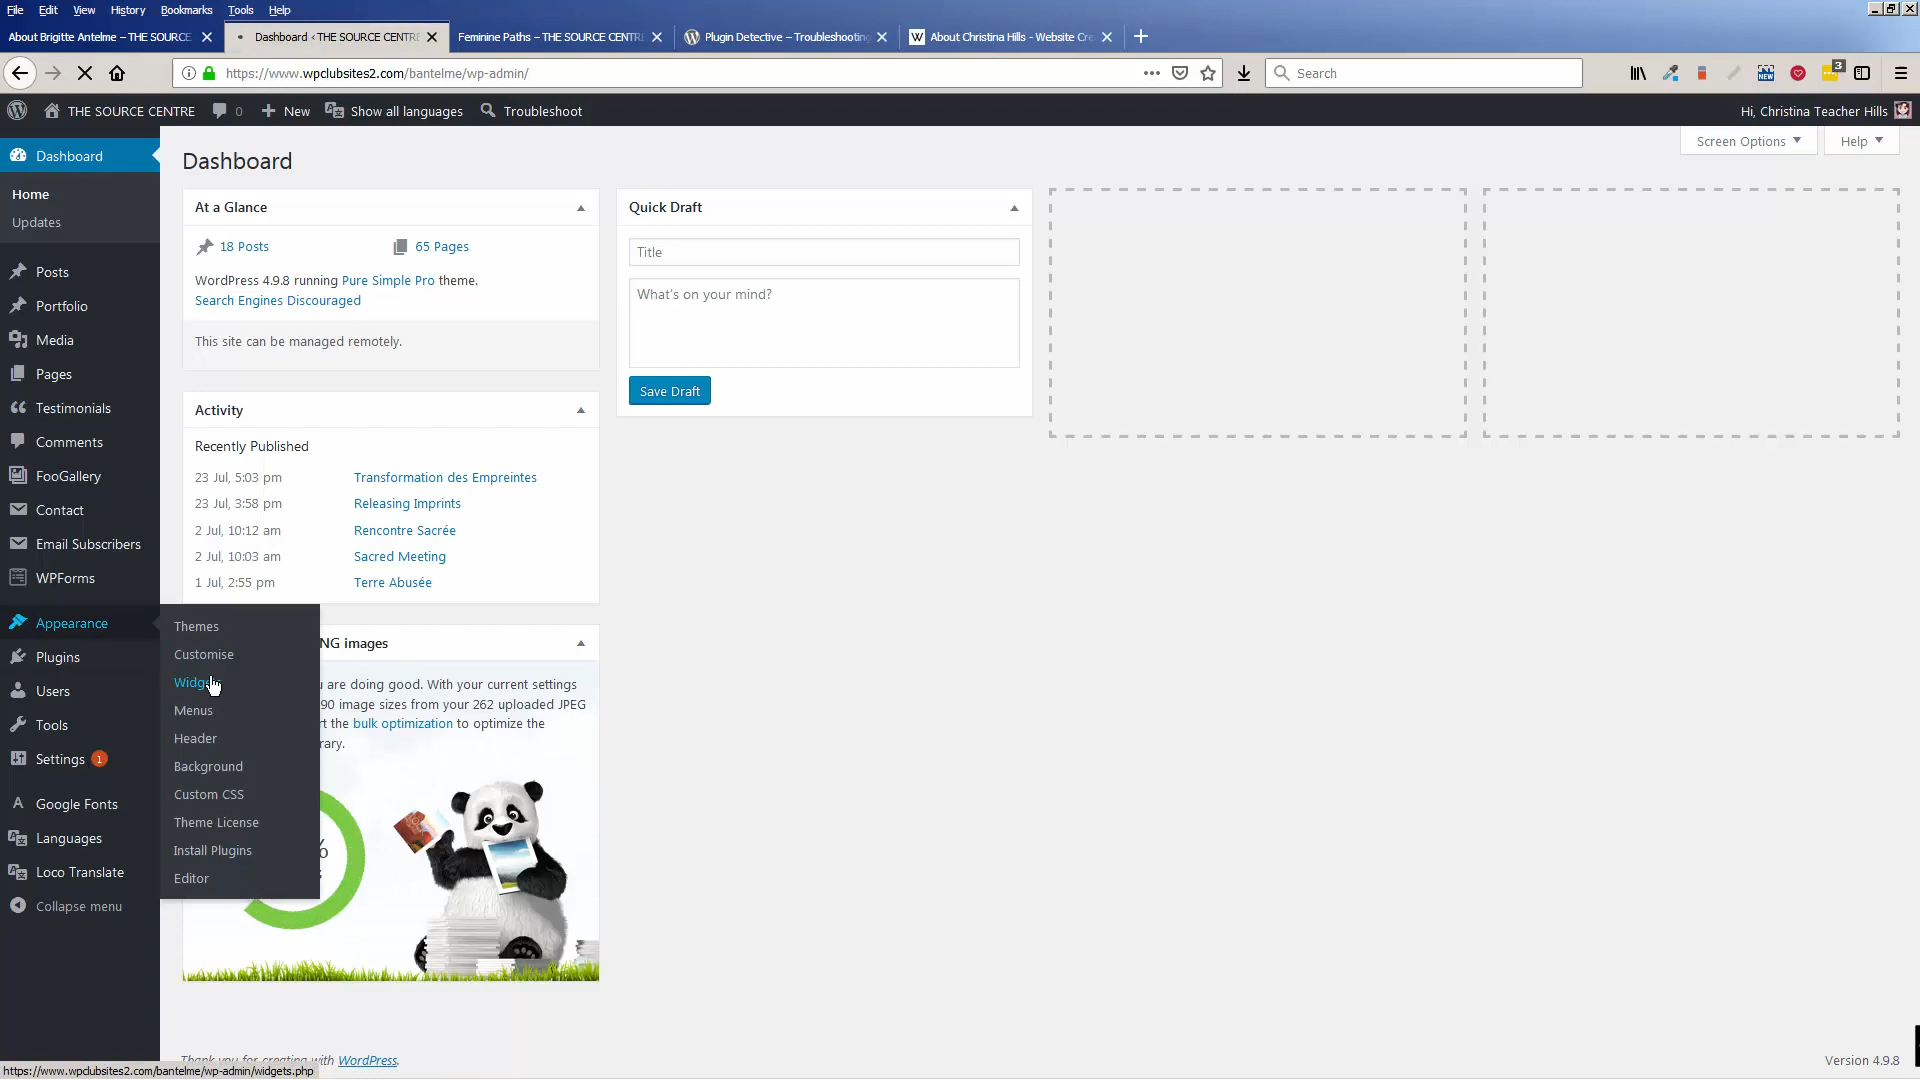 File Edit View History Bookmarks Tools Help
About Brigitte Antelme – THE SOURCE
Dashboard ‹ THE SOURCE CENTRE
Feminine Paths – THE SOURCE CENTR
Plugin Detective – Troubleshooting
About Christina Hills - Website Cre
https://www.wpclubsites2.com/bantelme/wp-admin/
Search
3
NEW
THE SOURCE CENTRE
0
New
Show all languages
Troubleshoot
Hi, Christina Teacher Hills
Screen Options
Help
Dashboard
Home
Updates
Posts
Portfolio
Media
Pages
Testimonials
Comments
FooGallery
Contact
Email Subscribers
WPForms
Appearance
Plugins
Users
Tools
Settings 1
Google Fonts
Languages
Loco Translate
Collapse menu
Themes
Customise
Menus
Header
Background
Custom CSS
Theme License
Install Plugins
Editor
Dashboard
At a Glance
18 Posts
65 Pages
WordPress 4.9.8 running Pure Simple Pro theme.
Search Engines Discouraged
This site can be managed remotely.
Activity
Recently Published
23 Jul, 5:03 pm Transformation des Empreintes
23 Jul, 3:58 pm Releasing Imprints
2 Jul, 10:12 am Rencontre Sacrée
2 Jul, 10:03 am Sacred Meeting
1 Jul, 2:55 pm Terre Abusée
NG images
are doing good. With your current settings
90 image sizes from your 262 uploaded JPEG
the bulk optimization to optimize the
rary.
%
Quick Draft
Title
What's on your mind?
Save Draft
Thank you for creating with WordPress.
Version 4.9.8
https://www.wpclubsites2.com/bantelme/wp-admin/widgets.php